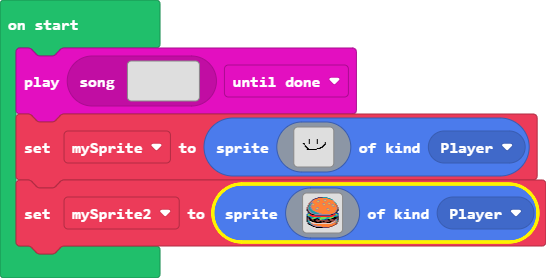 on start
play song until done
set mySprite to sprite of kind Player
set mySprite2 to sprite of kind Player